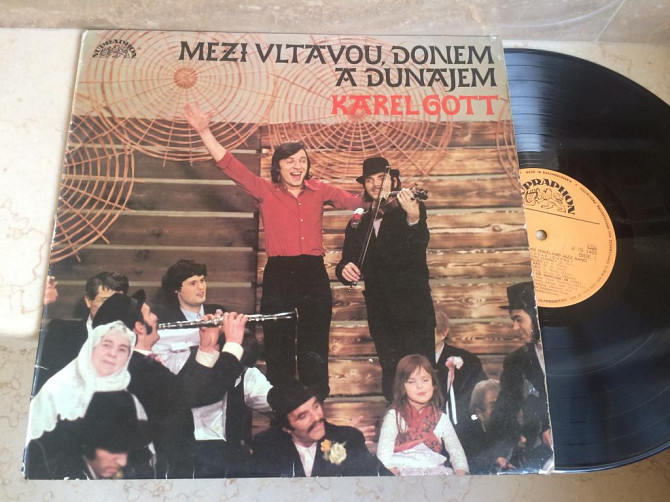 SUPRAPHON
MEZI VLTAVOU, DONEM
A DUNAJEM
KAREL GOTT
SUPRAPHON